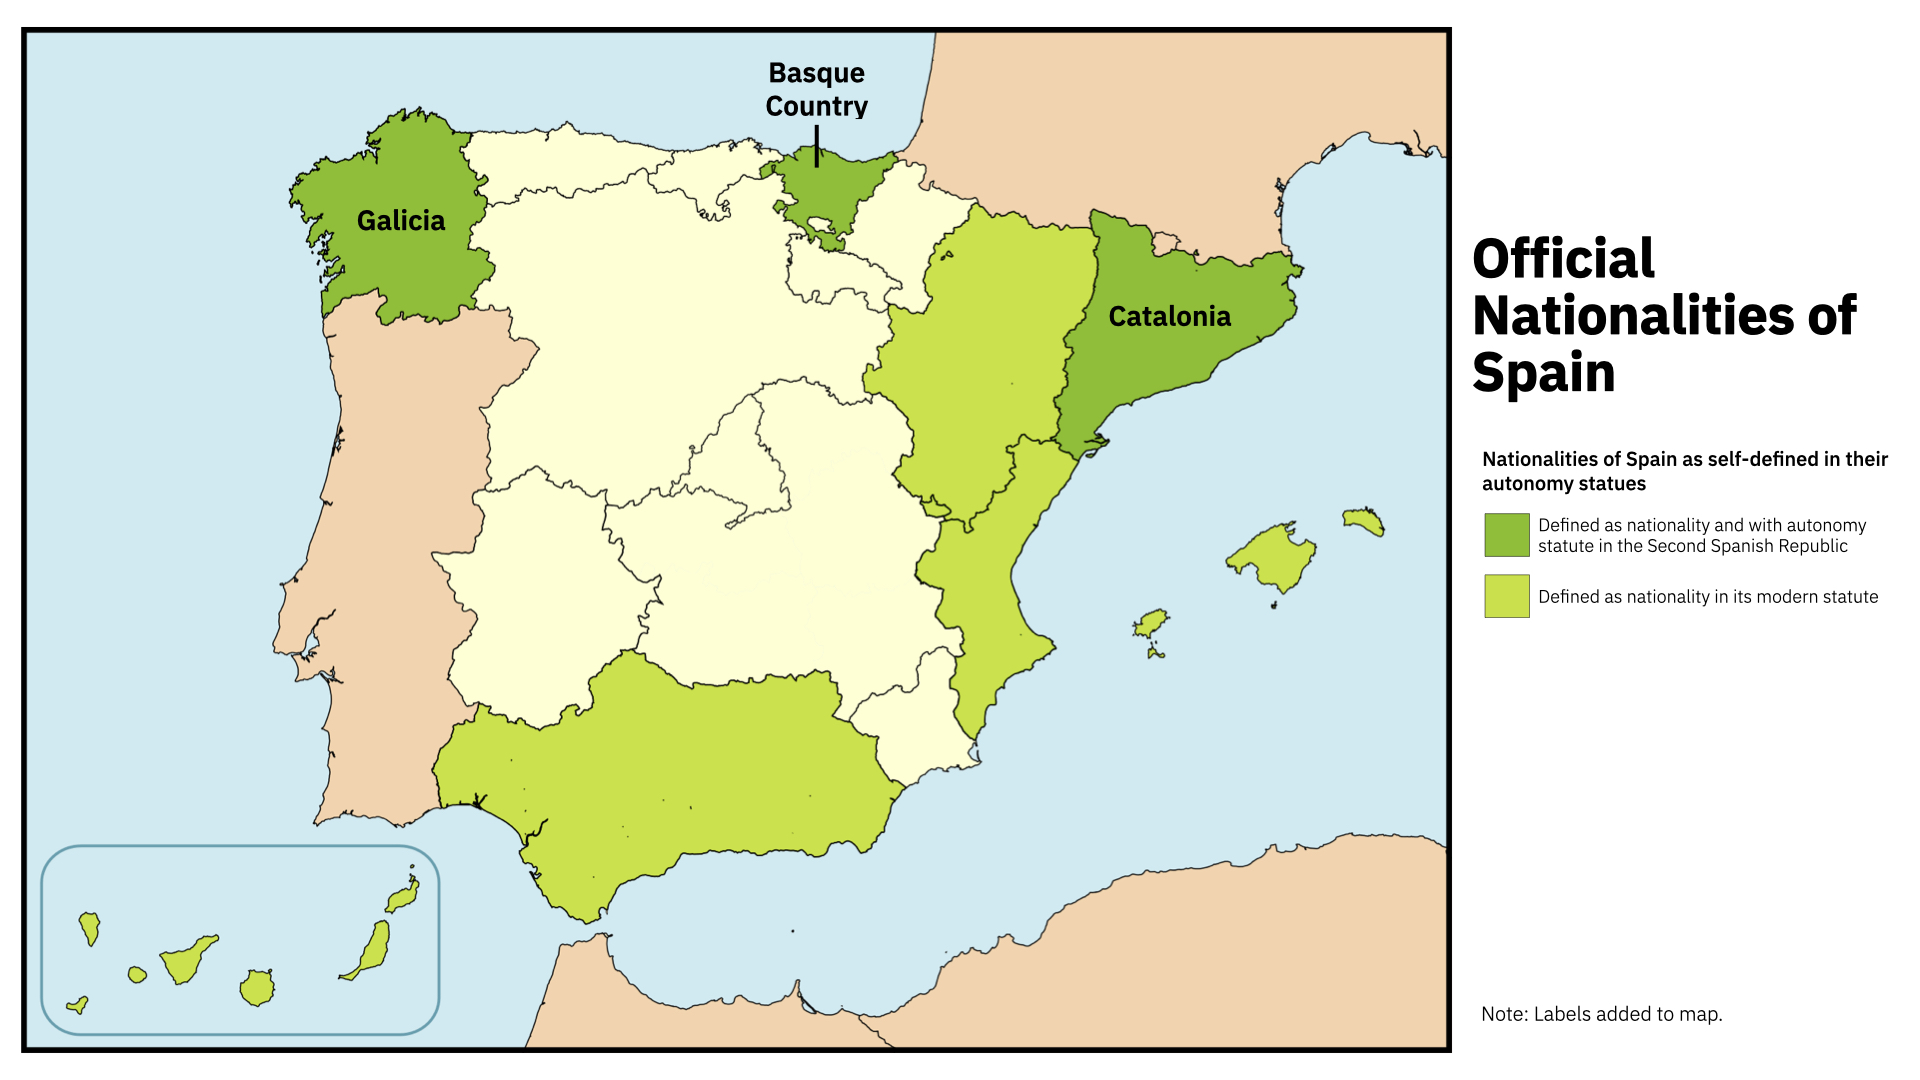 Basque
Country
Galicia
Catalonia
Official
Nationalities of
Spain
Nationalities of Spain as self-defined in their
autonomy statues
Defined as nationality and with autonomy
statute in the Second Spanish Republic
Defined as nationality in its modern statute
Note: Labels added to map.